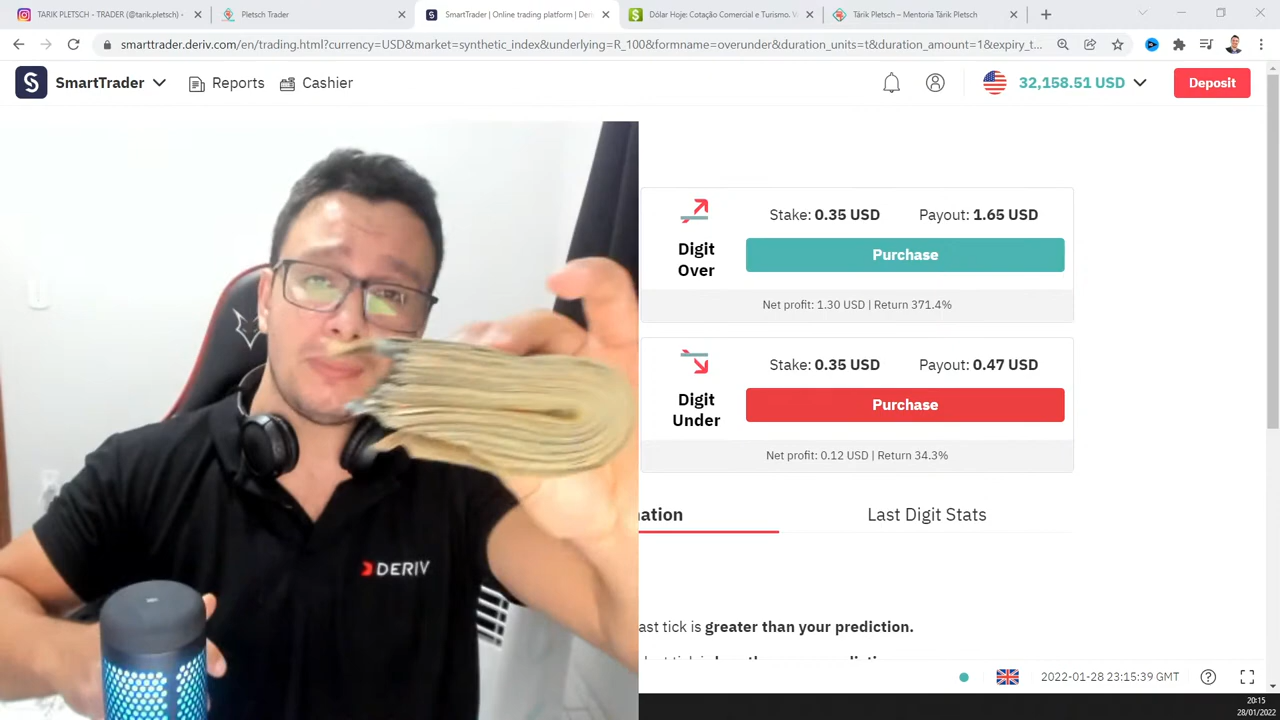 TARIK PLETSCH - TRADER (@tarik.pletsch) •
Pletsch Trader
SmartTrader | Online trading platform | Deri
Dólar Hoje: Cotação Comercial e Turismo. V
Tárik Pletsch – Mentoria Tárik Pletsch
smarttrader.deriv.com/en/trading.html?currency=USD&market=synthetic_index&underlying=R_100&formname=overunder&duration_units=t&duration_amount=1&expiry_t...
SmartTrader
Reports
Cashier
32,158.51 USD
Deposit
Stake: 0.35 USD
Payout: 1.65 USD
Digit
Over
Purchase
Net profit: 1.30 USD | Return 371.4%
Stake: 0.35 USD
Payout: 0.47 USD
Digit
Under
Purchase
Net profit: 0.12 USD | Return 34.3%
nation
Last Digit Stats
DERIV
ast tick is greater than your prediction.
2022-01-28 23:15:39 GMT
20:15
28/01/2022